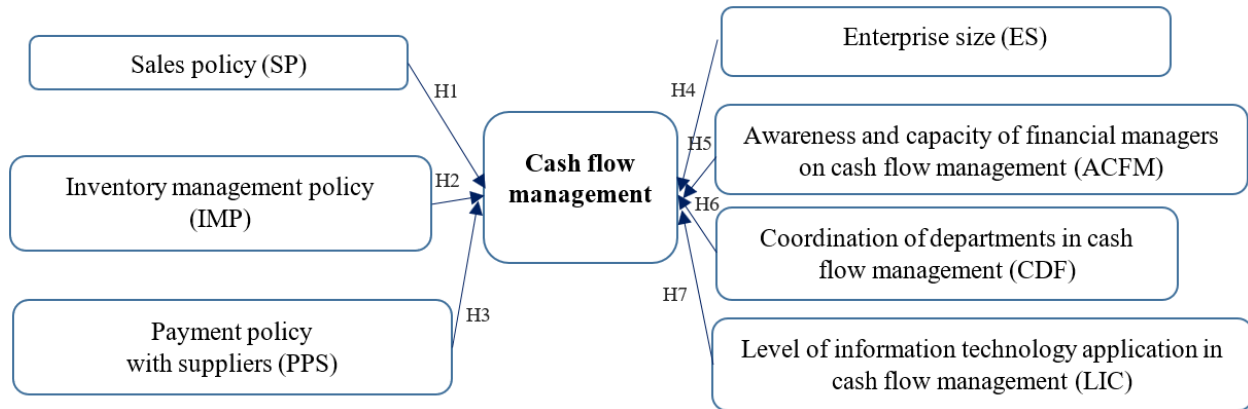 Sales policy (SP)
H1
Inventory management policy
(IMP)
H2
Payment policy
with suppliers (PPS)
H3
Cash flow
management
Enterprise size (ES)
H4
Awareness and capacity of financial managers
on cash flow management (ACFM)
H5
Coordination of departments in cash
flow management (CDF)
H6
Level of information technology application in
cash flow management (LIC)
H7